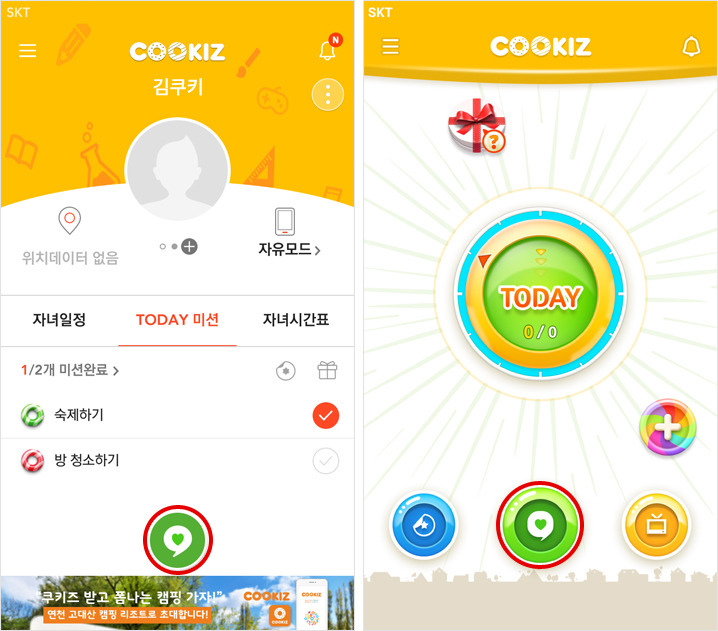 SKT
COOKIZ
N
김쿠키
위치데이터 없음
자유모드 >
자녀일정
TODAY 미션
자녀시간표
1/2개 미션완료 >
숙제하기
방 청소하기
"쿠키즈 받고 폼나는 캠핑 가자!"
연천 고대산 캠핑 리조트로 초대합니다!
COOKIZ
COOKIZ
SKT
COOKIZ
?
TODAY
0/0